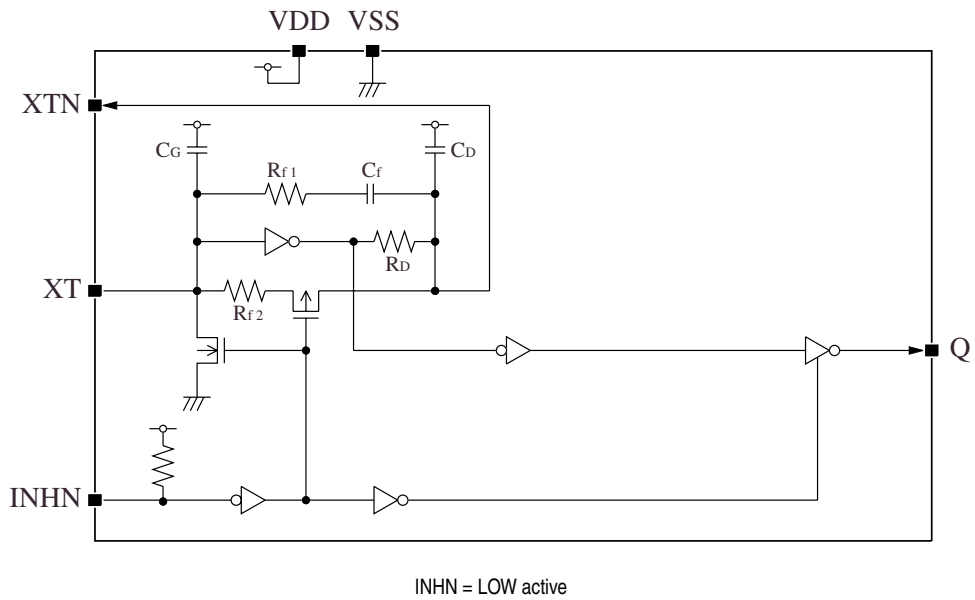 VDD VSS
XTN
CG CD
Rf1 Cf
RD
XT
Rf2
Q
INHN
INHN = LOW active